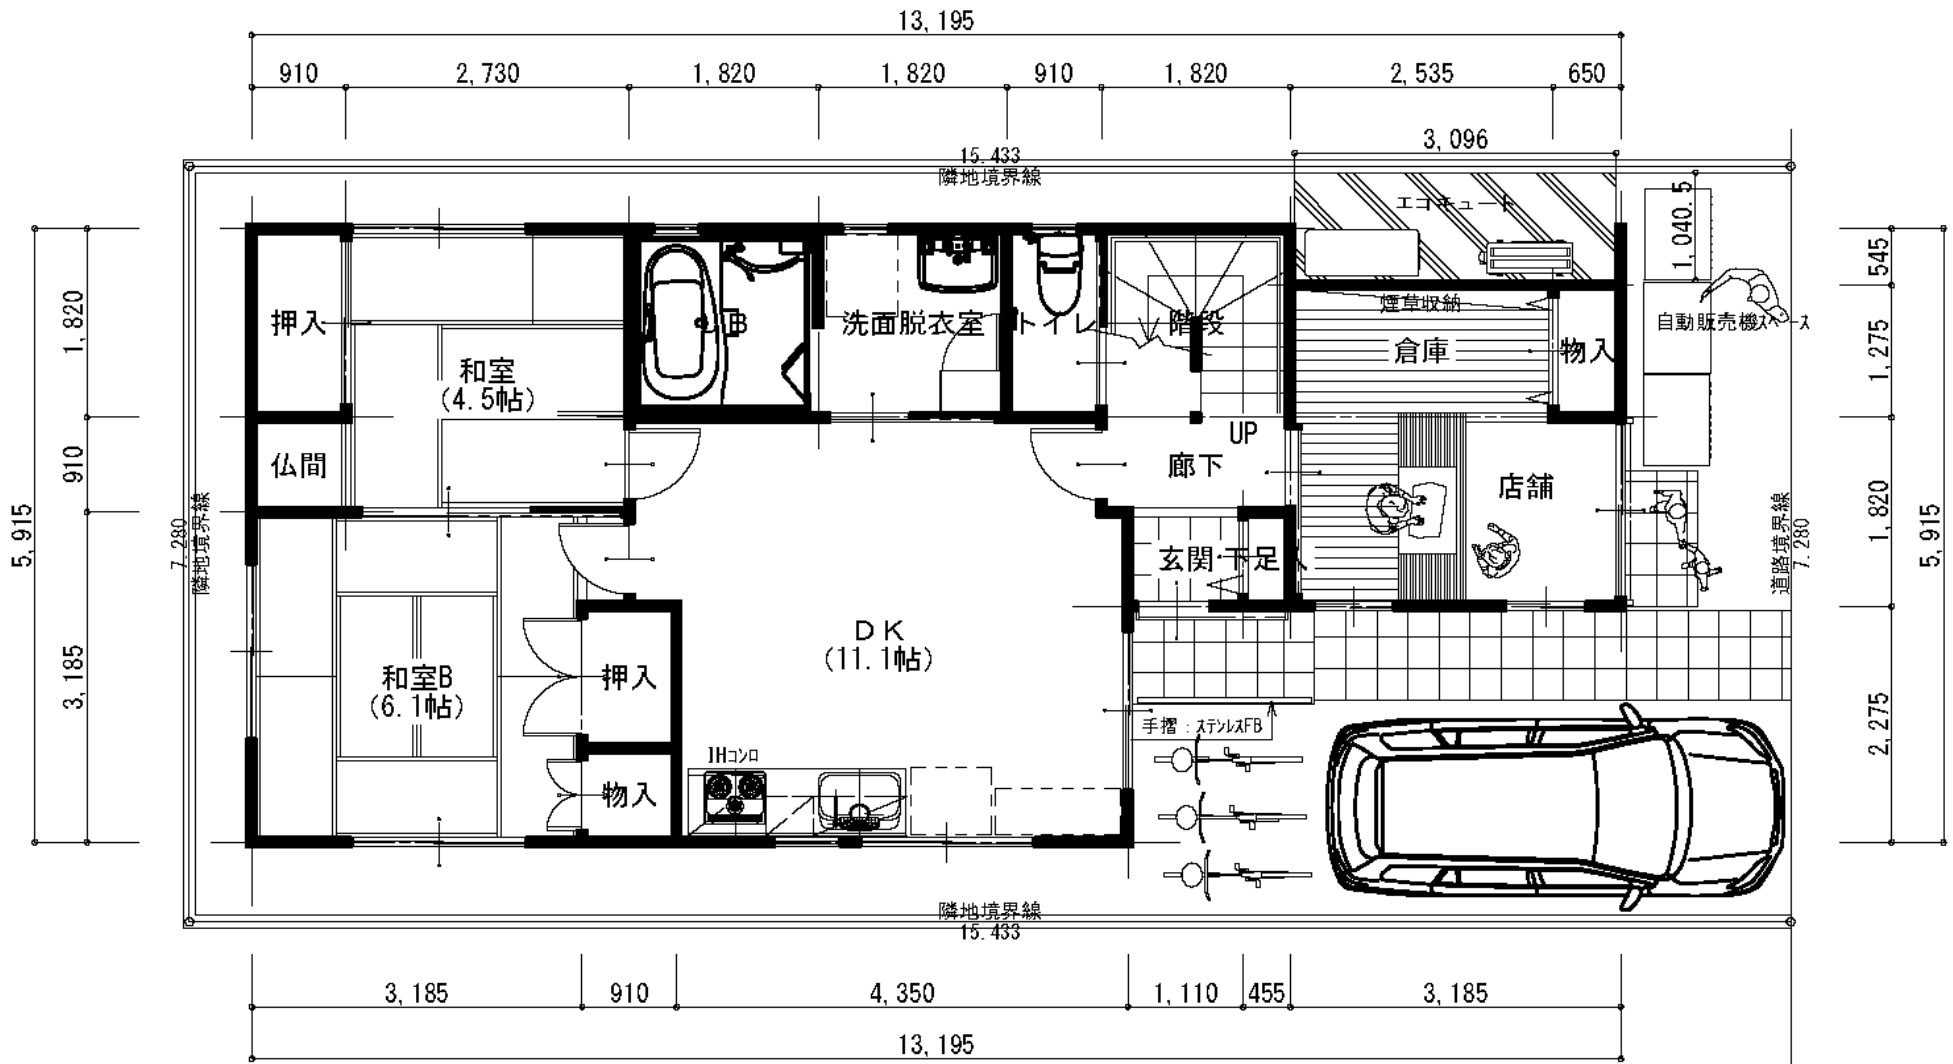 13,195
910
2,730
1,820
1,820
910
1,820
2,535
650
3,096
15.433
隣地境界線
エコキュート
1,040.5
545
1,820
押入
和室
(4.5帖)
UB
洗面脱衣室
トイレ
階段
煙草収納
倉庫
物入
自動販売機スペース
1,275
910
仏間
UP
廊下
店舗
1,820
5,915
7.280
隣地境界線
道路境界線
7.280
5,915
玄関
下足入
DK
(11.1帖)
3,185
和室B
(6.1帖)
押入
手摺:ステンレスFB
2,275
IHコンロ
物入
隣地境界線
15.433
3,185
910
4,350
1,110
455
3,185
13,195